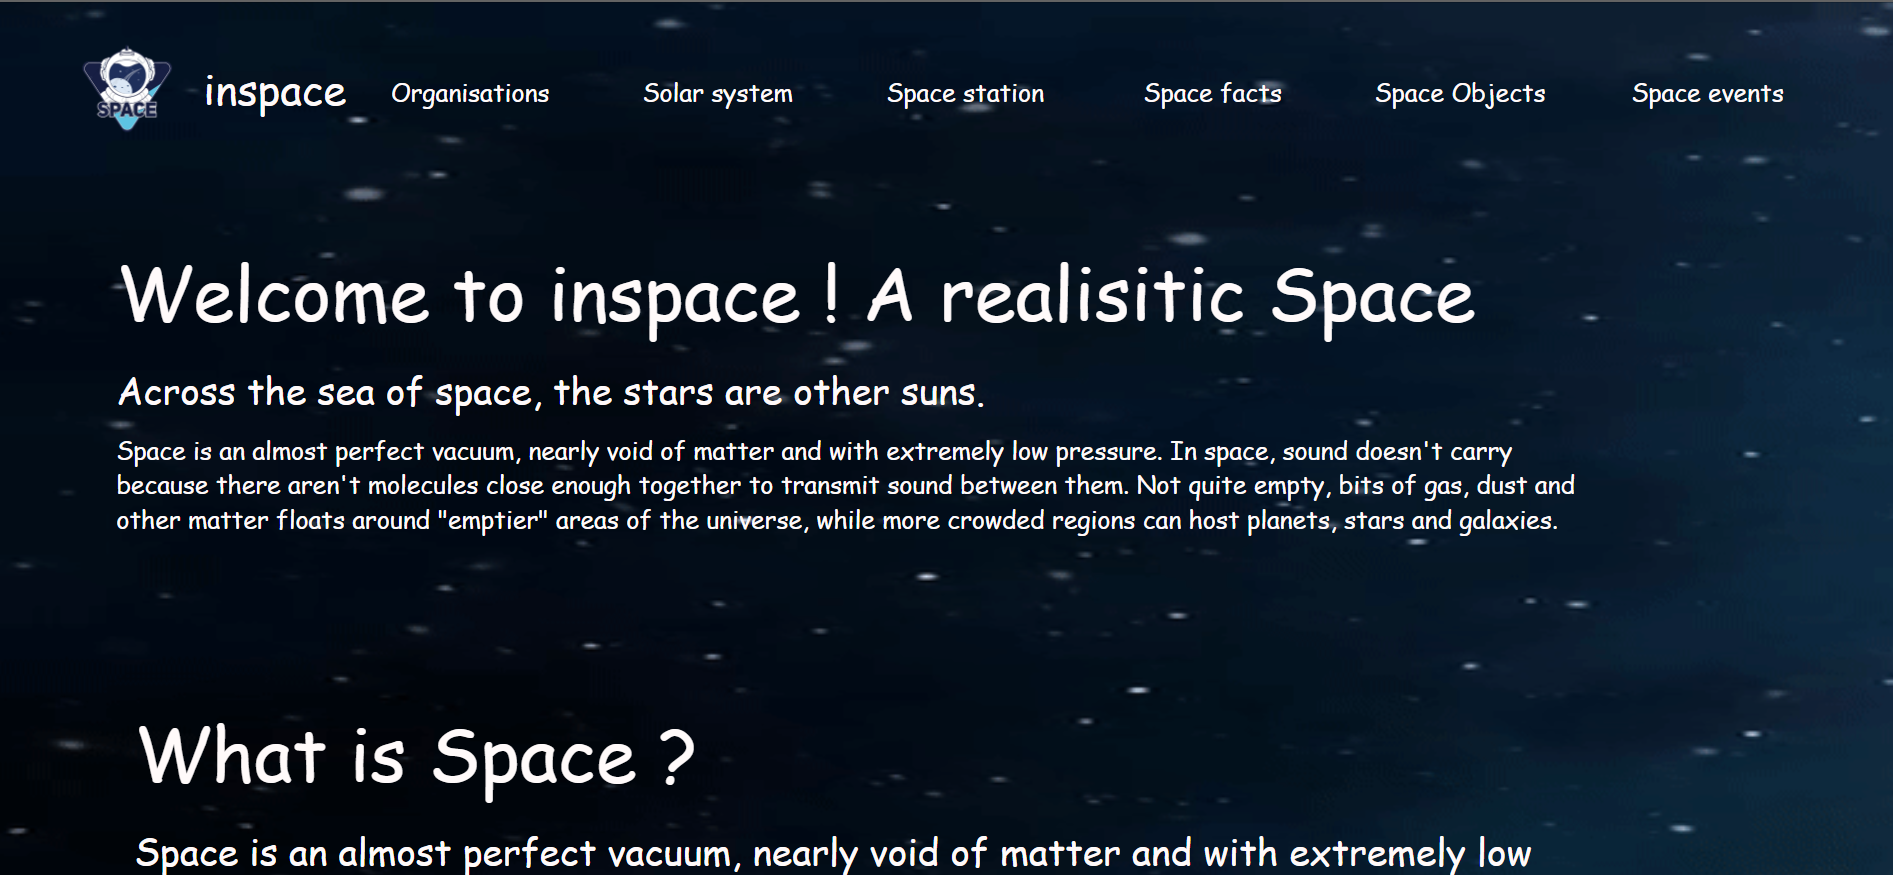 SPACE
inspace
Organisations
Solar system
Space station
Space facts
Space Objects
Space events
Welcome to inspace ! A realisitic Space
Across the sea of space, the stars are other suns.
Space is an almost perfect vacuum, nearly void of matter and with extremely low pressure. In space, sound doesn't carry
because there aren't molecules close enough together to transmit sound between them. Not quite empty, bits of gas, dust and
other matter floats around "emptier" areas of the universe, while more crowded regions can host planets, stars and galaxies.
What is Space ?
Space is an almost perfect vacuum, nearly void of matter and with extremely low